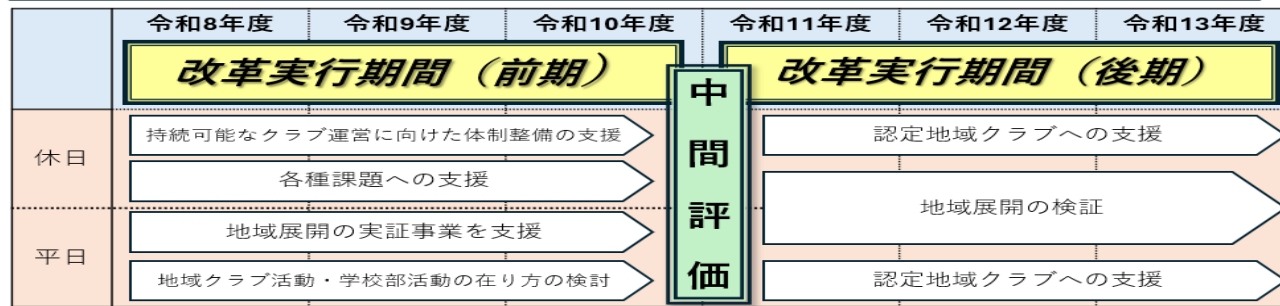 令和8年度 令和9年度 令和10年度 令和11年度 令和12年度 令和13年度
改革実行期間（前期） 改革実行期間（後期）
中間評価
休日
持続可能なクラブ運営に向けた体制整備の支援
認定地域クラブへの支援
各種課題への支援
地域展開の検証
平日
地域展開の実証事業を支援
地域クラブ活動・学校部活動の在り方の検討
認定地域クラブへの支援